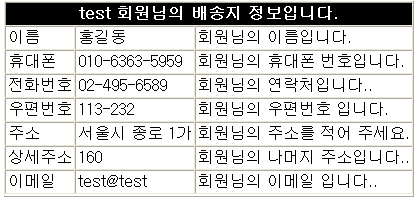 test 회원님의 배송지 정보입니다.
이름 홍길동 회원님의 이름입니다.
휴대폰 010-6363-5959 회원님의 휴대폰 번호입니다.
전화번호 02-495-6589 회원님의 연락처입니다..
우편번호 113-232 회원님의 우편번호 입니다.
주소 서울시 종로 1가 회원님의 주소를 적어 주세요.
상세주소 160 회원님의 나머지 주소입니다..
이메일 test@test 회원님의 이메일 입니다..